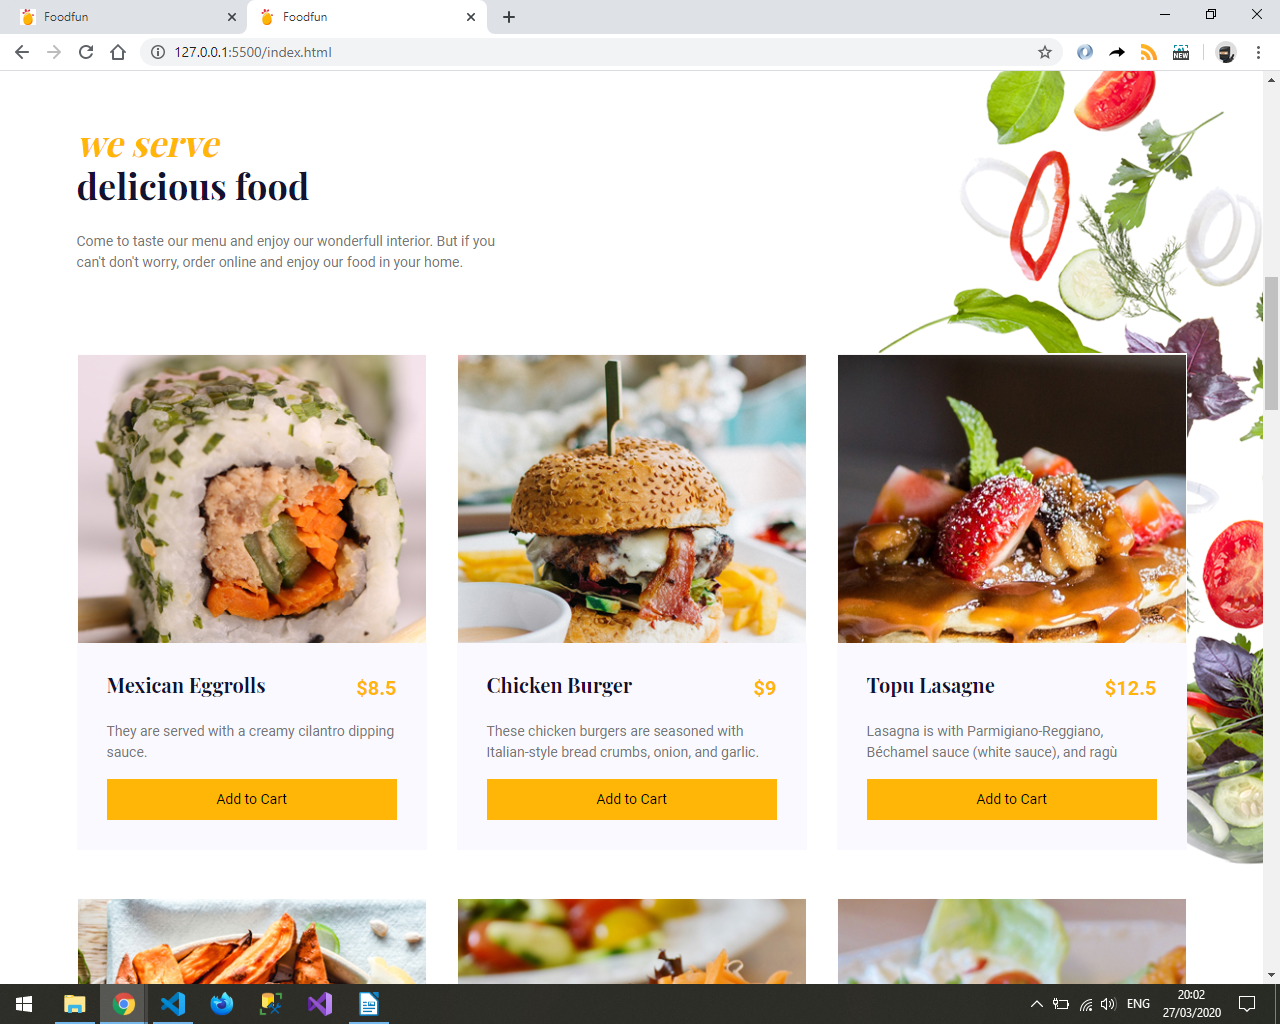 Foodfun
Foodfun
127.0.0.1:5500/index.html
NEW
we serve
delicious food
Come to taste our menu and enjoy our wonderfull interior. But if you
can't don't worry, order online and enjoy our food in your home.
Mexican Eggrolls
$8.5
They are served with a creamy cilantro dipping
sauce.
Add to Cart
Chicken Burger
$9
These chicken burgers are seasoned with
Italian-style bread crumbs, onion, and garlic.
Add to Cart
Topu Lasagne
$12.5
Lasagna is with Parmigiano-Reggiano,
Béchamel sauce (white sauce), and ragù
Add to Cart
ENG
20:02
27/03/2020